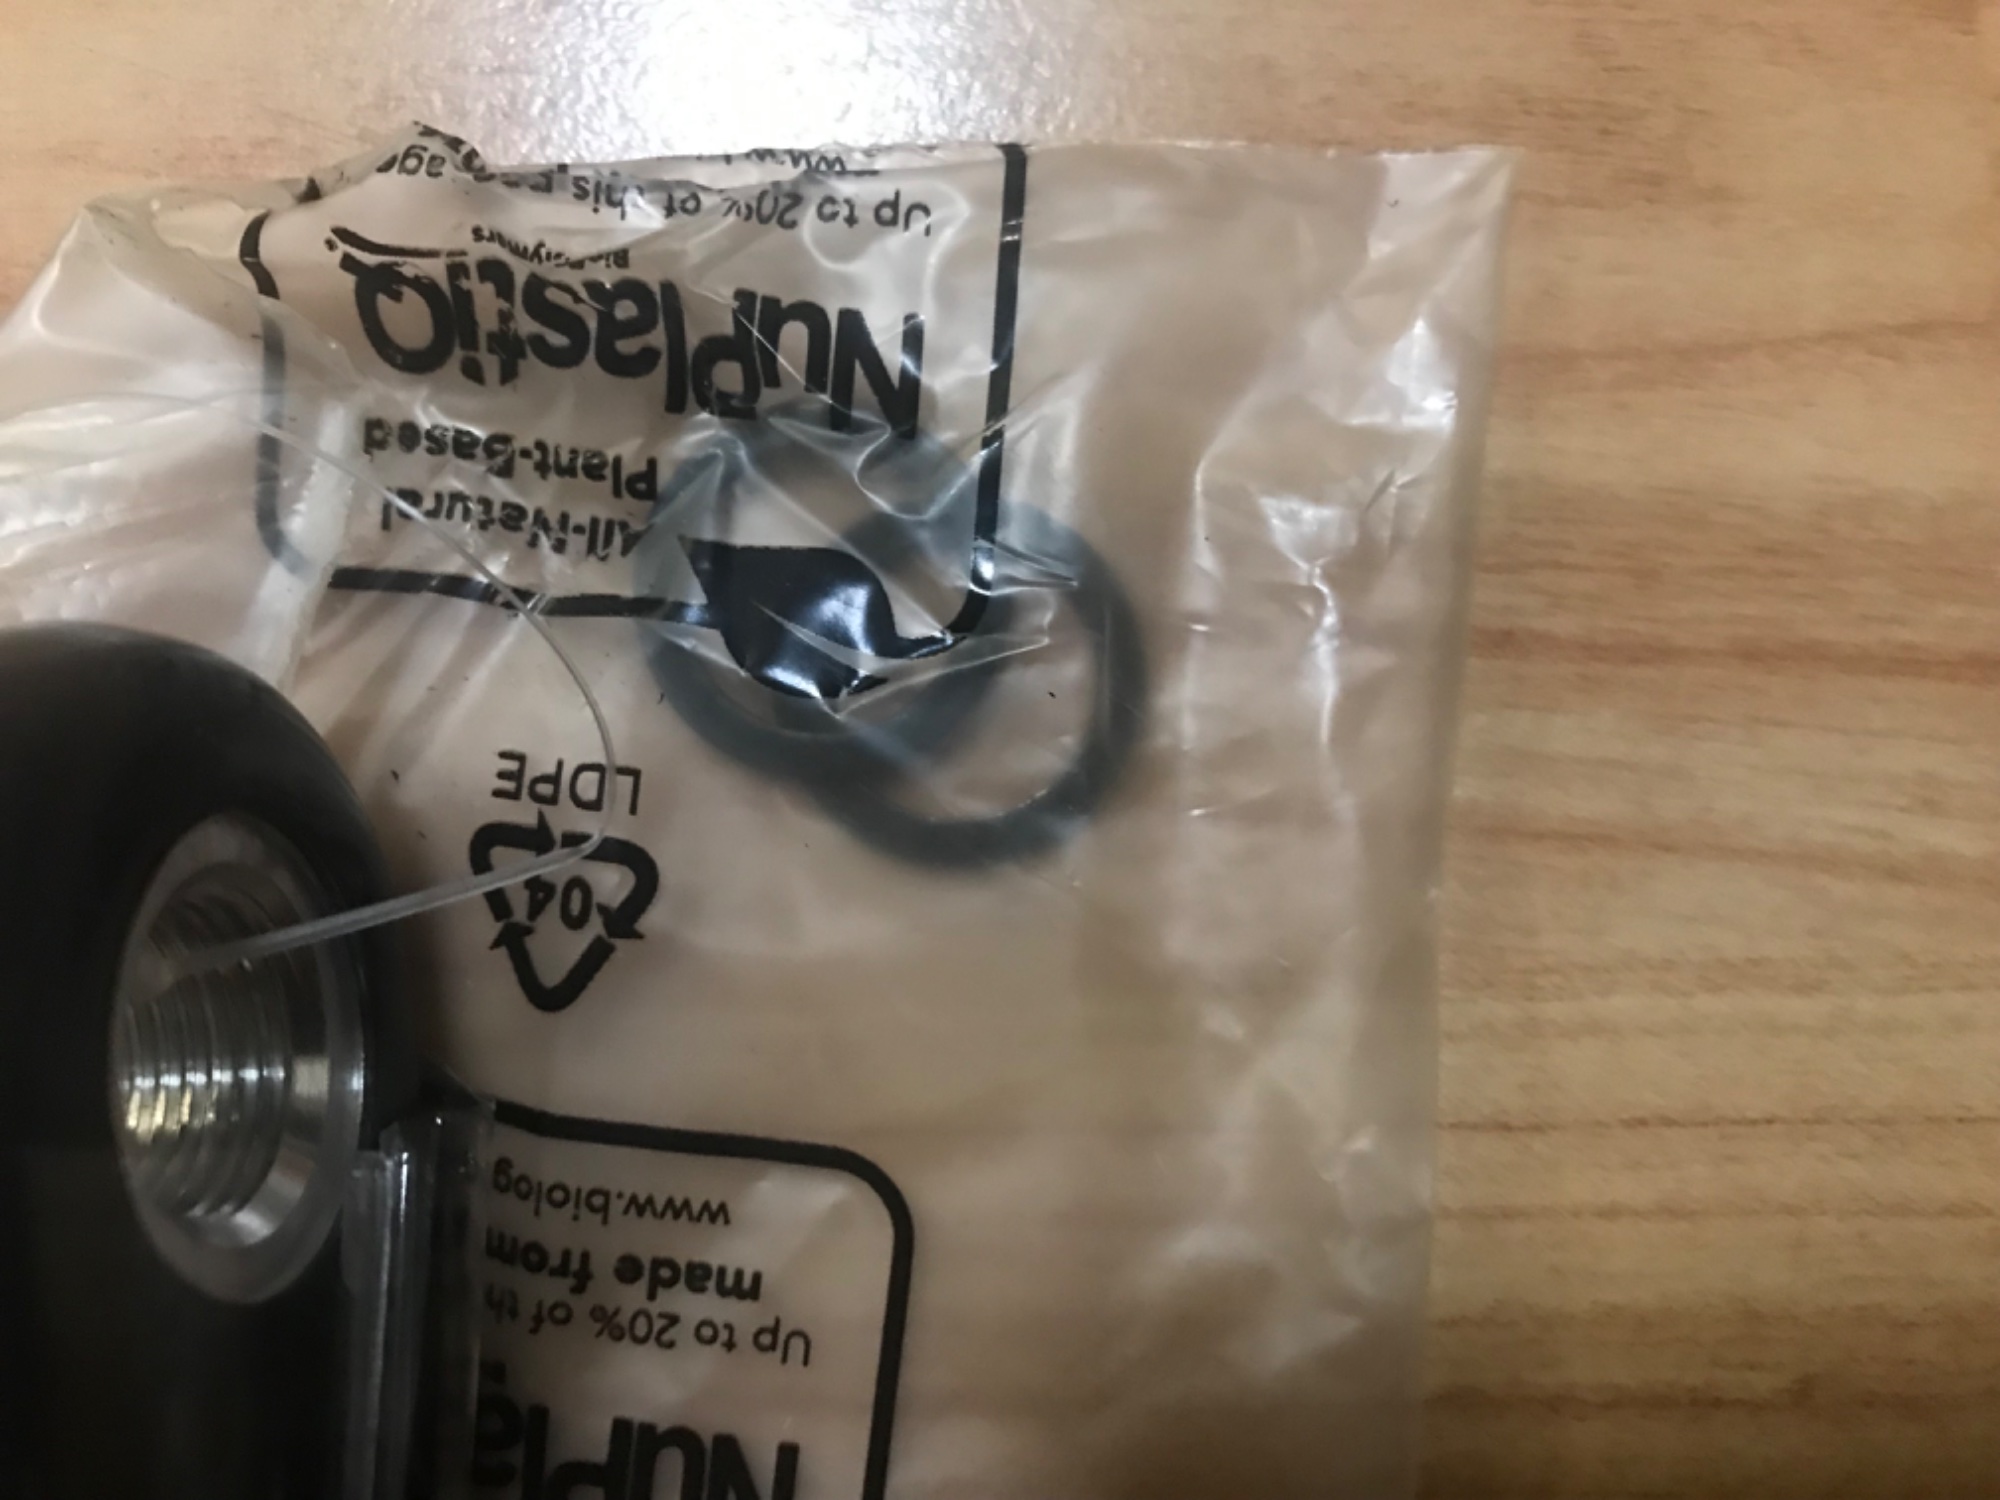 NuPla
Up to 20% of th
made from
www.biolog
04
LDPE
All-Natural
Plant-Based
NuPlastiQ
BioPolymers
Up to 20% of this